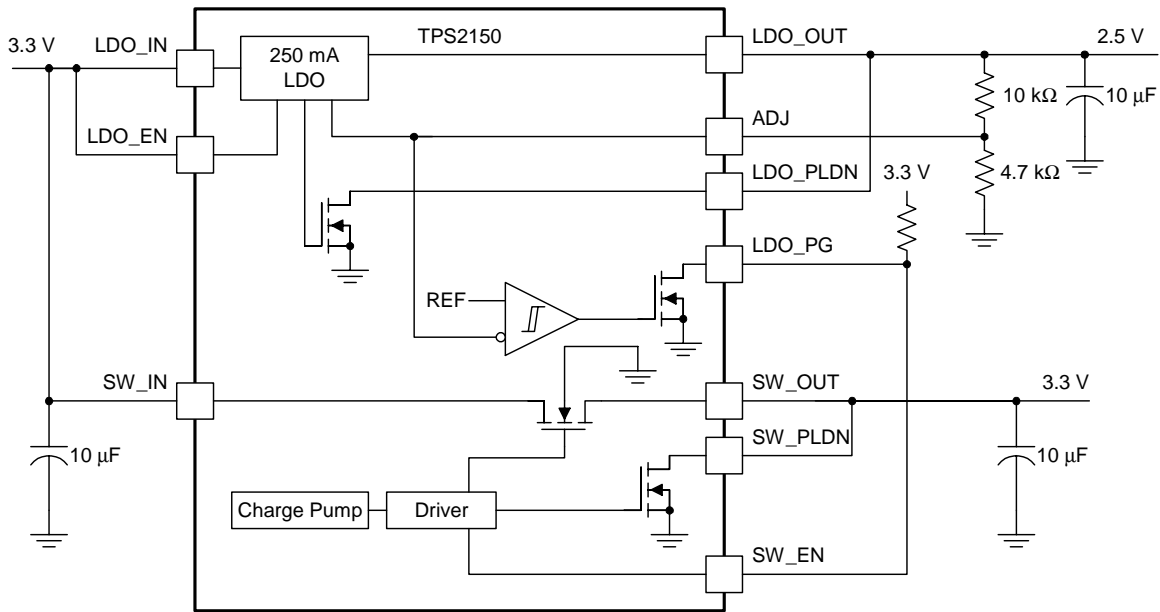 3.3 V
LDO_IN
250 mA
LDO
TPS2150
LDO_OUT
2.5 V
10 kΩ
10 μF
LDO_EN
ADJ
4.7 kΩ
LDO_PLDN
3.3 V
LDO_PG
REF
SW_IN
SW_OUT
3.3 V
SW_PLDN
10 μF
10 μF
Charge Pump
Driver
SW_EN